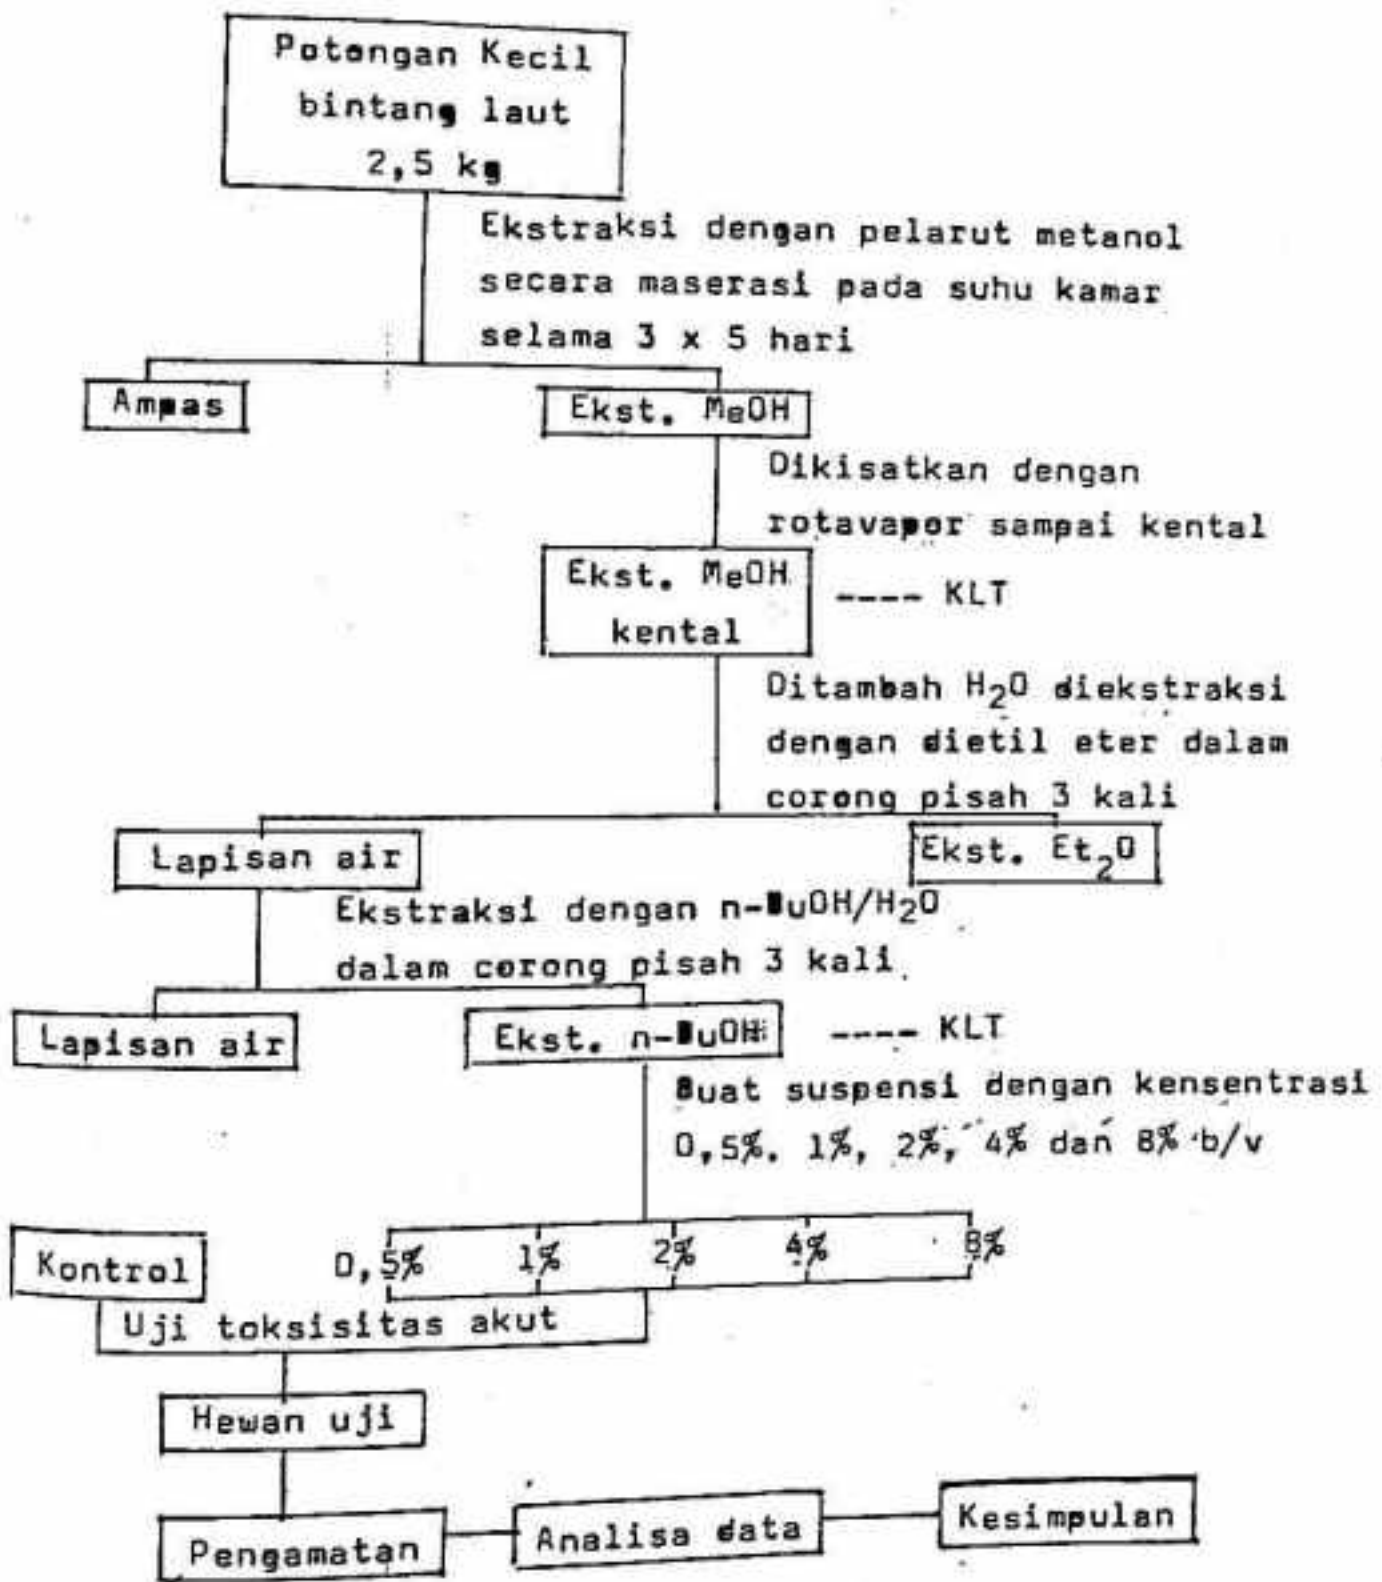 Potongan Kecil
bintang laut
2,5 kg
Ekstraksi dengan pelarut metanol
secara maserasi pada suhu kamar
selama 3 x 5 hari
Ampas
Ekst. MeOH
Dikisatkan dengan
rotavapor sampai kental
Ekst. MeOH
kental
---- KLT
Ditambah H₂O diekstraksi
dengan dietil eter dalam
corong pisah 3 kali
Lapisan air
Ekst. Et₂O
Ekstraksi dengan n-BuOH/H₂O
dalam corong pisah 3 kali.
Lapisan air
Ekst. n-BuOH
---- KLT
Buat suspensi dengan kensentrasi
0,5%. 1%, 2%, 4% dan 8% b/v
Kontrol
0,5% 1% 2% 4% 8%
Uji toksisitas akut
Hewan uji
Pengamatan
Analisa data
Kesimpulan